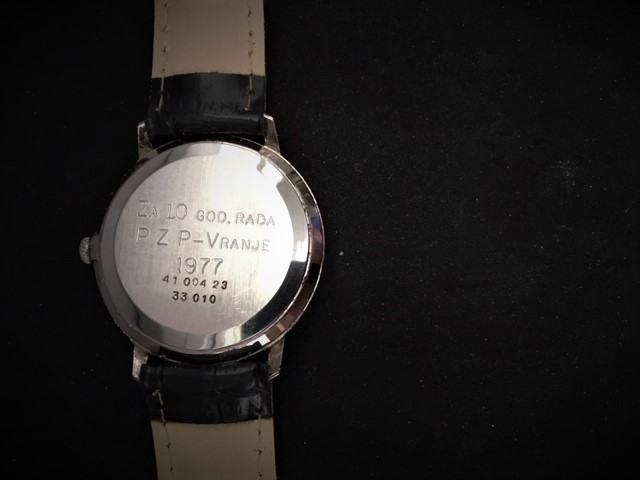 ZA 10 GOD. RADA
P Z P-VRANJE
1977
41 004 23
33 010